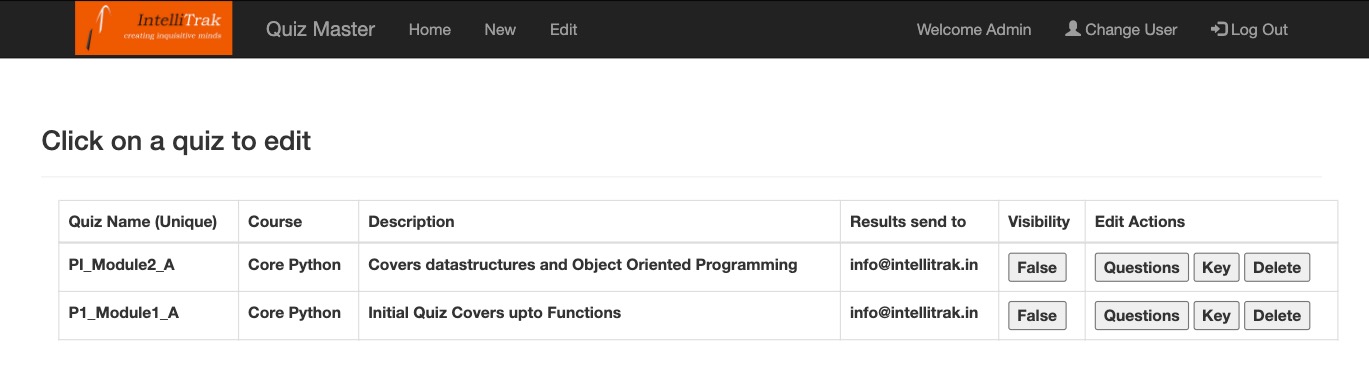 IntelliTrak
creating inquisitive minds
Quiz Master Home New Edit Welcome Admin Change User Log Out
Click on a quiz to edit
Quiz Name (Unique) Course Description Results send to Visibility Edit Actions
PI_Module2_A Core Python Covers datastructures and Object Oriented Programming info@intellitrak.in False Questions Key Delete
P1_Module1_A Core Python Initial Quiz Covers upto Functions info@intellitrak.in False Questions Key Delete